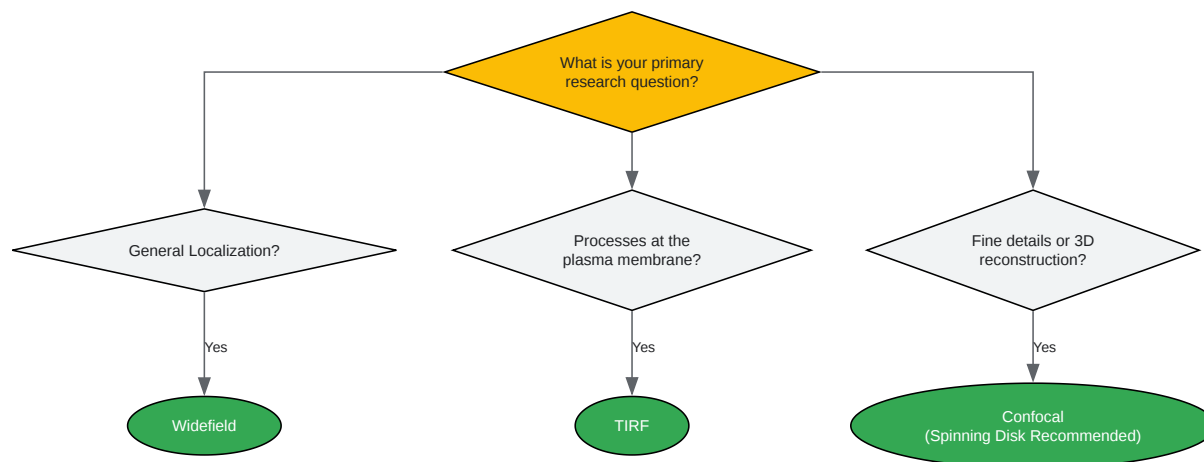 What is your primary
research question?
General Localization?
Processes at the
plasma membrane?
Fine details or 3D
reconstruction?
Yes
Yes
Yes
Widefield
TIRF
Confocal
(Spinning Disk Recommended)